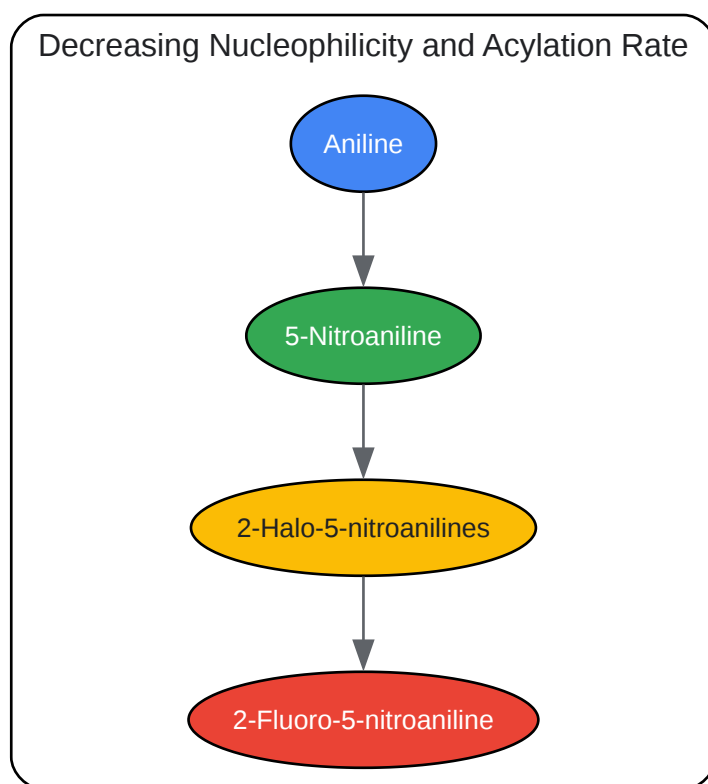 Decreasing Nucleophilicity and Acylation Rate
Aniline
5-Nitroaniline
2-Halo-5-nitroanilines
2-Fluoro-5-nitroaniline